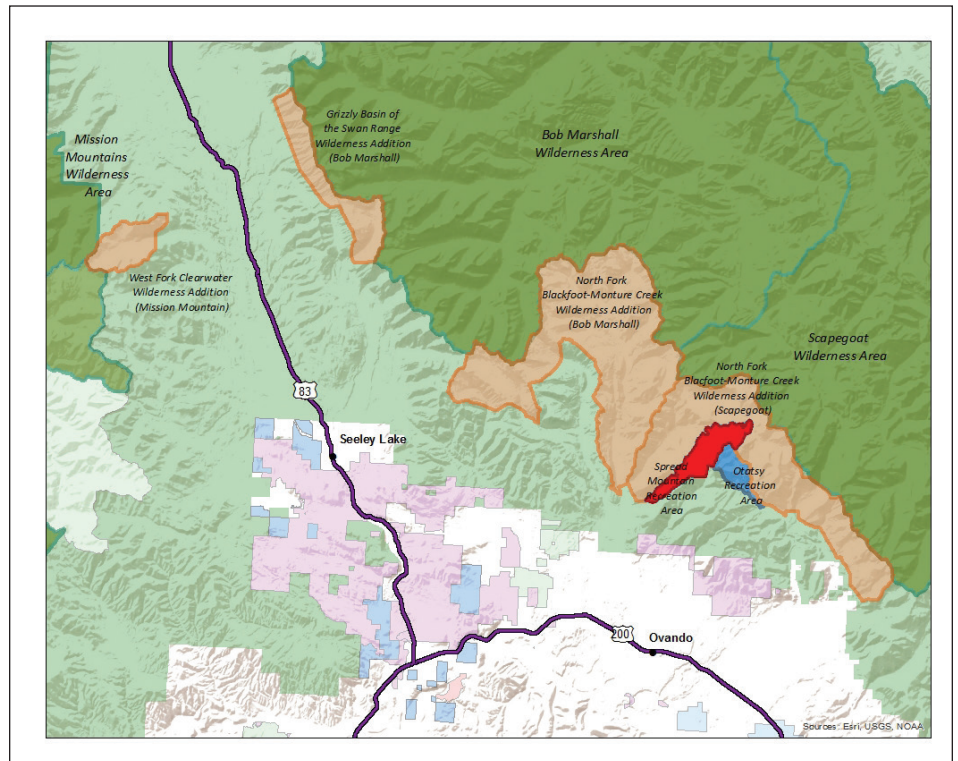 Grizzly Basin of
the Swan Range
Wilderness Addition
(Bob Marshall)
Mission
Mountains
Wilderness
Area
Bob Marshall
Wilderness Area
West Fork Clearwater
Wilderness Addition
(Mission Mountain)
North Fork
Blackfoot-Monture Creek
Wilderness Addition
(Bob Marshall)
Scapegoat
Wilderness Area
North Fork
Blacfoot-Monture Creek
Wilderness Addition
(Scapegoat)
83
Seeley Lake
Spread
Mountain
Recreation
Area
Otatsy
Recreation
Area
200
Ovando
Sources: Esri, USGS, NOAA